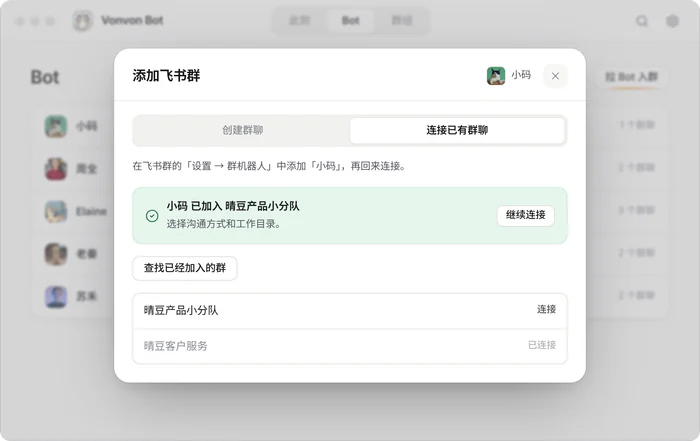 Vonvon Bot
此刻 Bot 群组
Bot
拉 Bot 入群
添加飞书群
小码
创建群聊
连接已有群聊
在飞书群的「设置 → 群机器人」中添加「小码」，再回来连接。
小码 已加入 晴豆产品小分队
选择沟通方式和工作目录。
继续连接
查找已经加入的群
晴豆产品小分队
连接
晴豆客户服务
已连接
小码
1 个群聊
周全
2 个群聊
Elaine
3 个群聊
老秦
2 个群聊
苏禾
2 个群聊